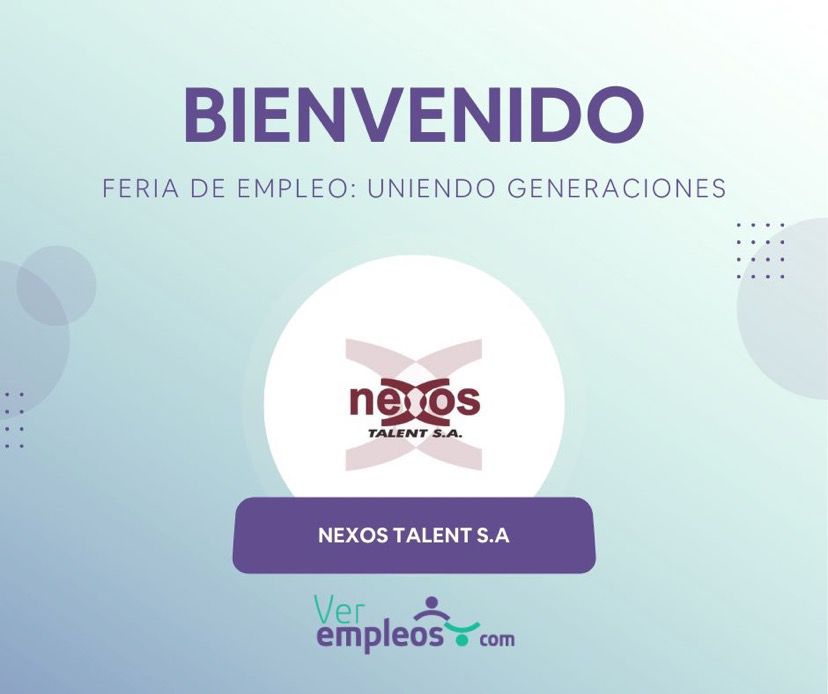 BIENVENIDO
FERIA DE EMPLEO: UNIENDO GENERACIONES
nexos
TALENT S.A.
NEXOS TALENT S.A
Ver
empleos.com